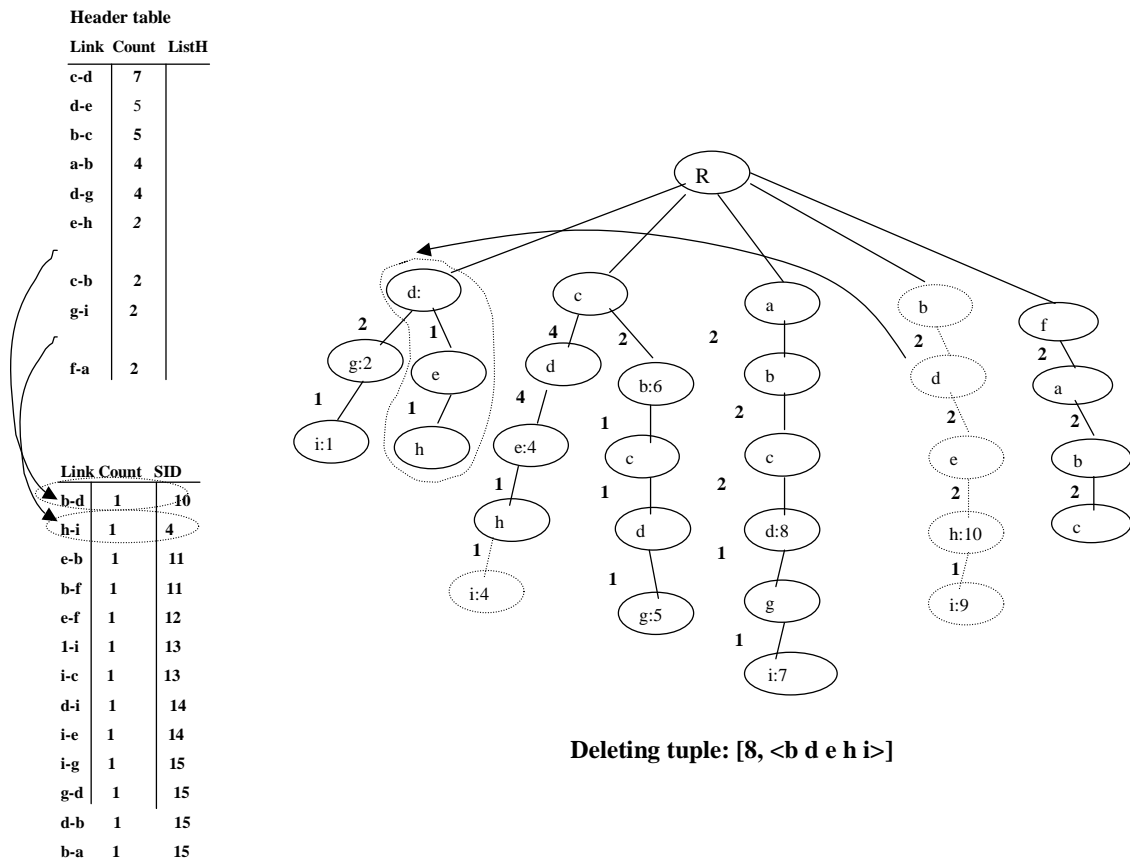 Header table
Link Count ListH
c-d 7
d-e 5
b-c 5
a-b 4
d-g 4
e-h 2
c-b 2
g-i 2
f-a 2
Link Count SID
b-d 1 10
h-i 1 4
e-b 1 11
b-f 1 11
e-f 1 12
1-i 1 13
i-c 1 13
d-i 1 14
i-e 1 14
i-g 1 15
g-d 1 15
d-b 1 15
b-a 1 15
R
d: c a b f
2 1 4 2 2 2 2
g:2 e d b:6 b d a
1 1 4 1 2 2 2
i:1 h e:4 c c e b
1 1 2 2 2
h d d:8 h:10 c
1 1 1 1
i:4 g:5 g i:9
1
i:7
Deleting tuple: [8, <b d e h i>]